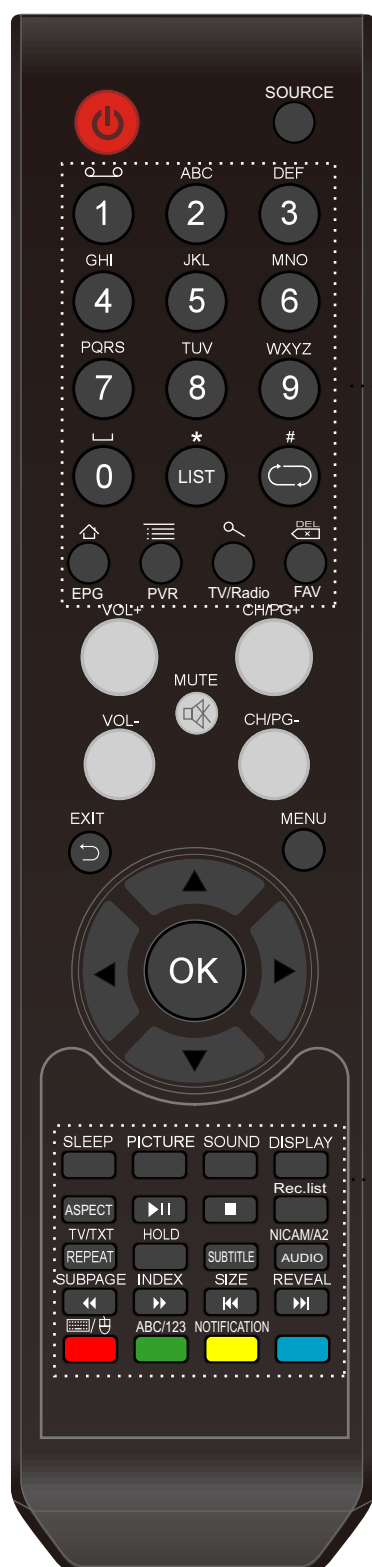 SOURCE
ABC DEF
1 2 3
GHI JKL MNO
4 5 6
PQRS TUV WXYZ
7 8 9
* #
0 LIST
DEL
EPG PVR TV/Radio FAV
VOL+ CH/PG+
MUTE
VOL- CH/PG-
EXIT MENU
OK
SLEEP PICTURE SOUND DISPLAY
Rec.list
ASPECT
TV/TXT HOLD NICAM/A2
REPEAT SUBTITLE AUDIO
SUBPAGE INDEX SIZE REVEAL
/ ABC/123 NOTIFICATION